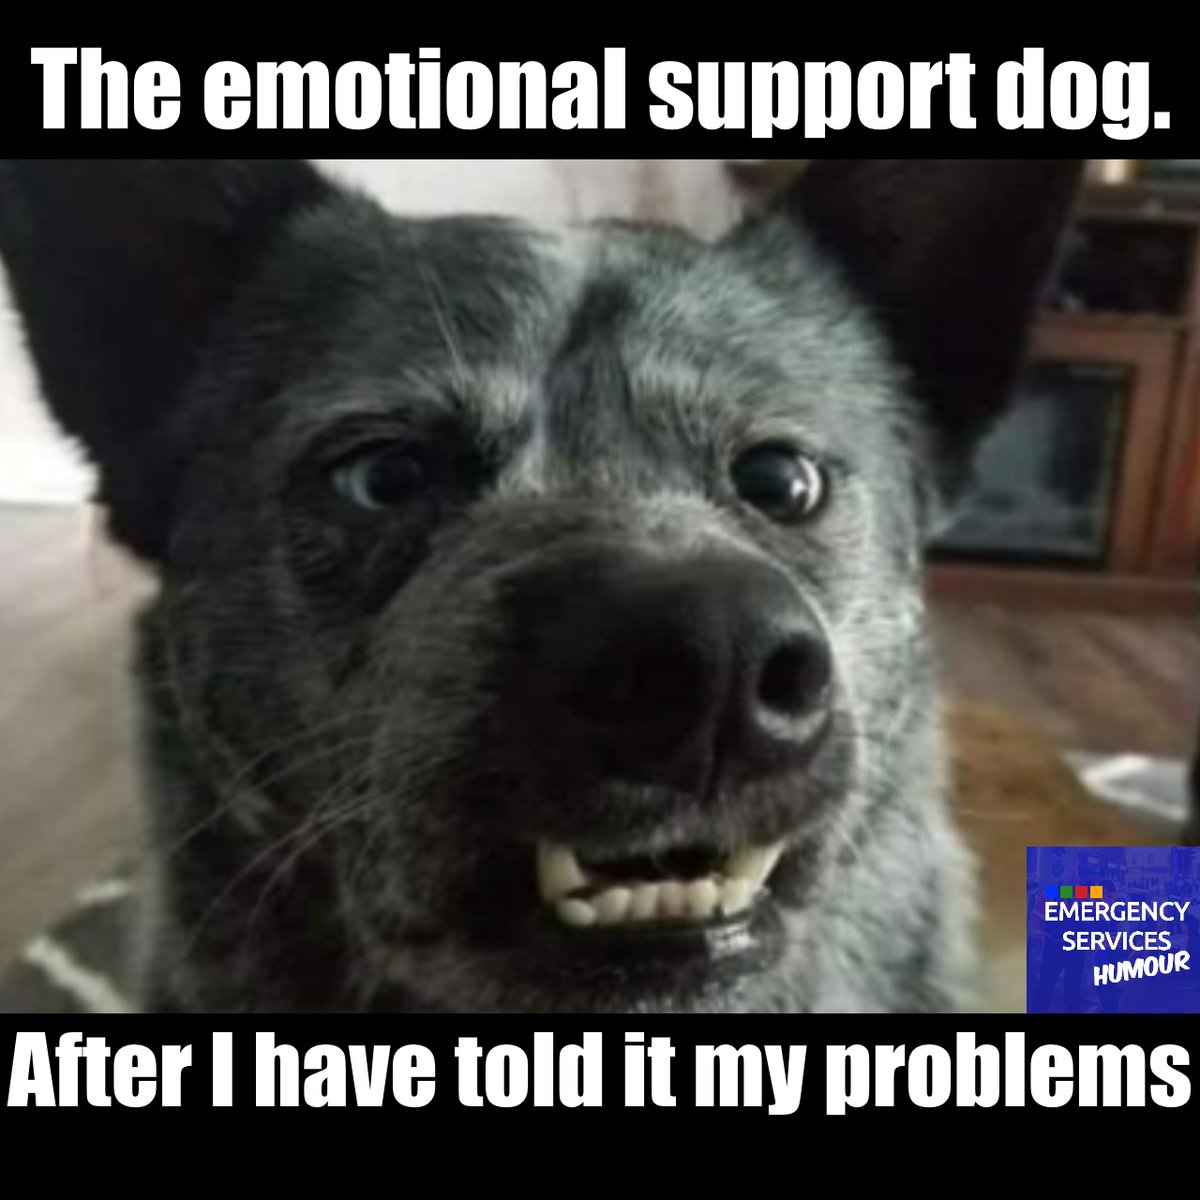 The emotional support dog.
EMERGENCY
SERVICES
HUMOUR
After I have told it my problems